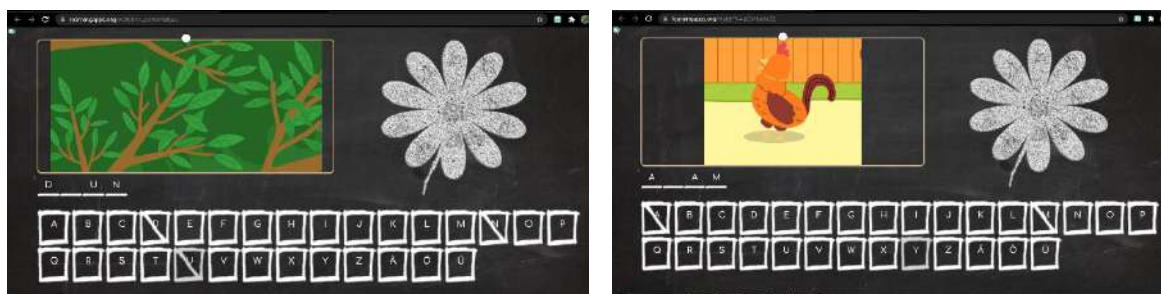 D U N
A B C D E F G H I J K L M N O P
Q R S T U V W X Y Z Ä Ö Ü
A A M
A B C D E F G H I J K L M N O P
Q R S T U V W X Y Z Ä Ö Ü